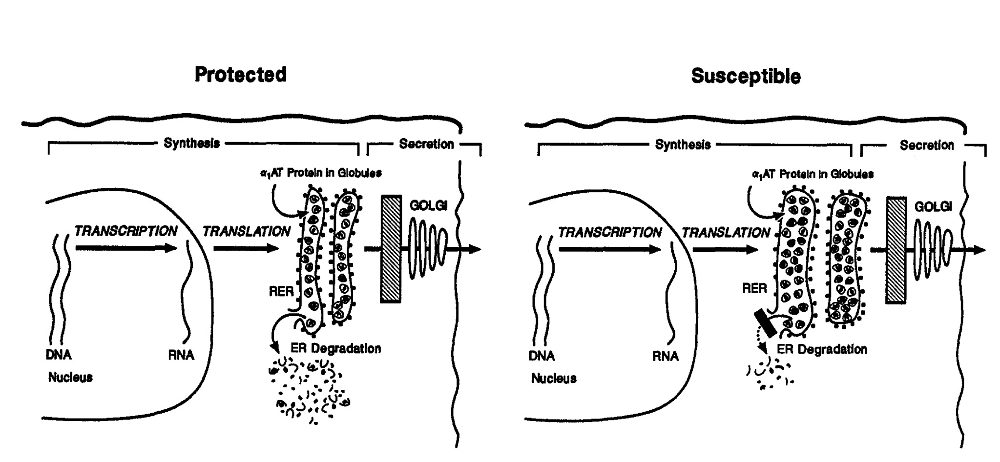 Protected
Synthesis
Secretion
α₁AT Protein in Globules
GOLGI
TRANSCRIPTION
TRANSLATION
RER
ER Degradation
DNA
RNA
Nucleus
Susceptible
Synthesis
Secretion
α₁AT Protein in Globules
GOLGI
TRANSCRIPTION
TRANSLATION
RER
ER Degradation
DNA
RNA
Nucleus